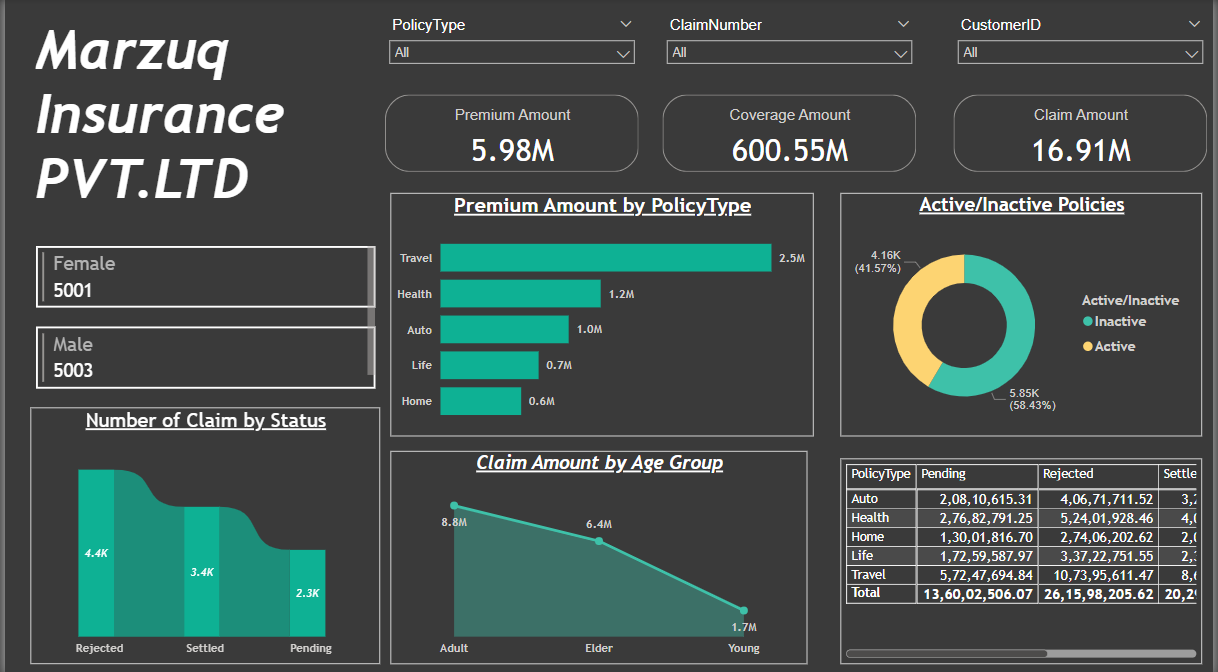 Marzuq
Insurance
PVT.LTD
PolicyType
All
ClaimNumber
All
CustomerID
All
Premium Amount
5.98M
Coverage Amount
600.55M
Claim Amount
16.91M
Female
5001
Male
5003
Premium Amount by PolicyType
Travel 2.5M
Health 1.2M
Auto 1.0M
Life 0.7M
Home 0.6M
Active/Inactive Policies
4.16K
(41.57%)
5.85K
(58.43%)
Active/Inactive
Inactive
Active
Number of Claim by Status
4.4K
3.4K
2.3K
Rejected Settled Pending
Claim Amount by Age Group
8.8M
6.4M
1.7M
Adult Elder Young
PolicyType Pending Rejected Settle
Auto 2,08,10,615.31 4,06,71,711.52 3,2
Health 2,76,82,791.25 5,24,01,928.46 4,0
Home 1,30,01,816.70 2,74,06,202.62 2,0
Life 1,72,59,587.97 3,37,22,751.55 2,3
Travel 5,72,47,694.84 10,73,95,611.47 8,6
Total 13,60,02,506.07 26,15,98,205.62 20,29